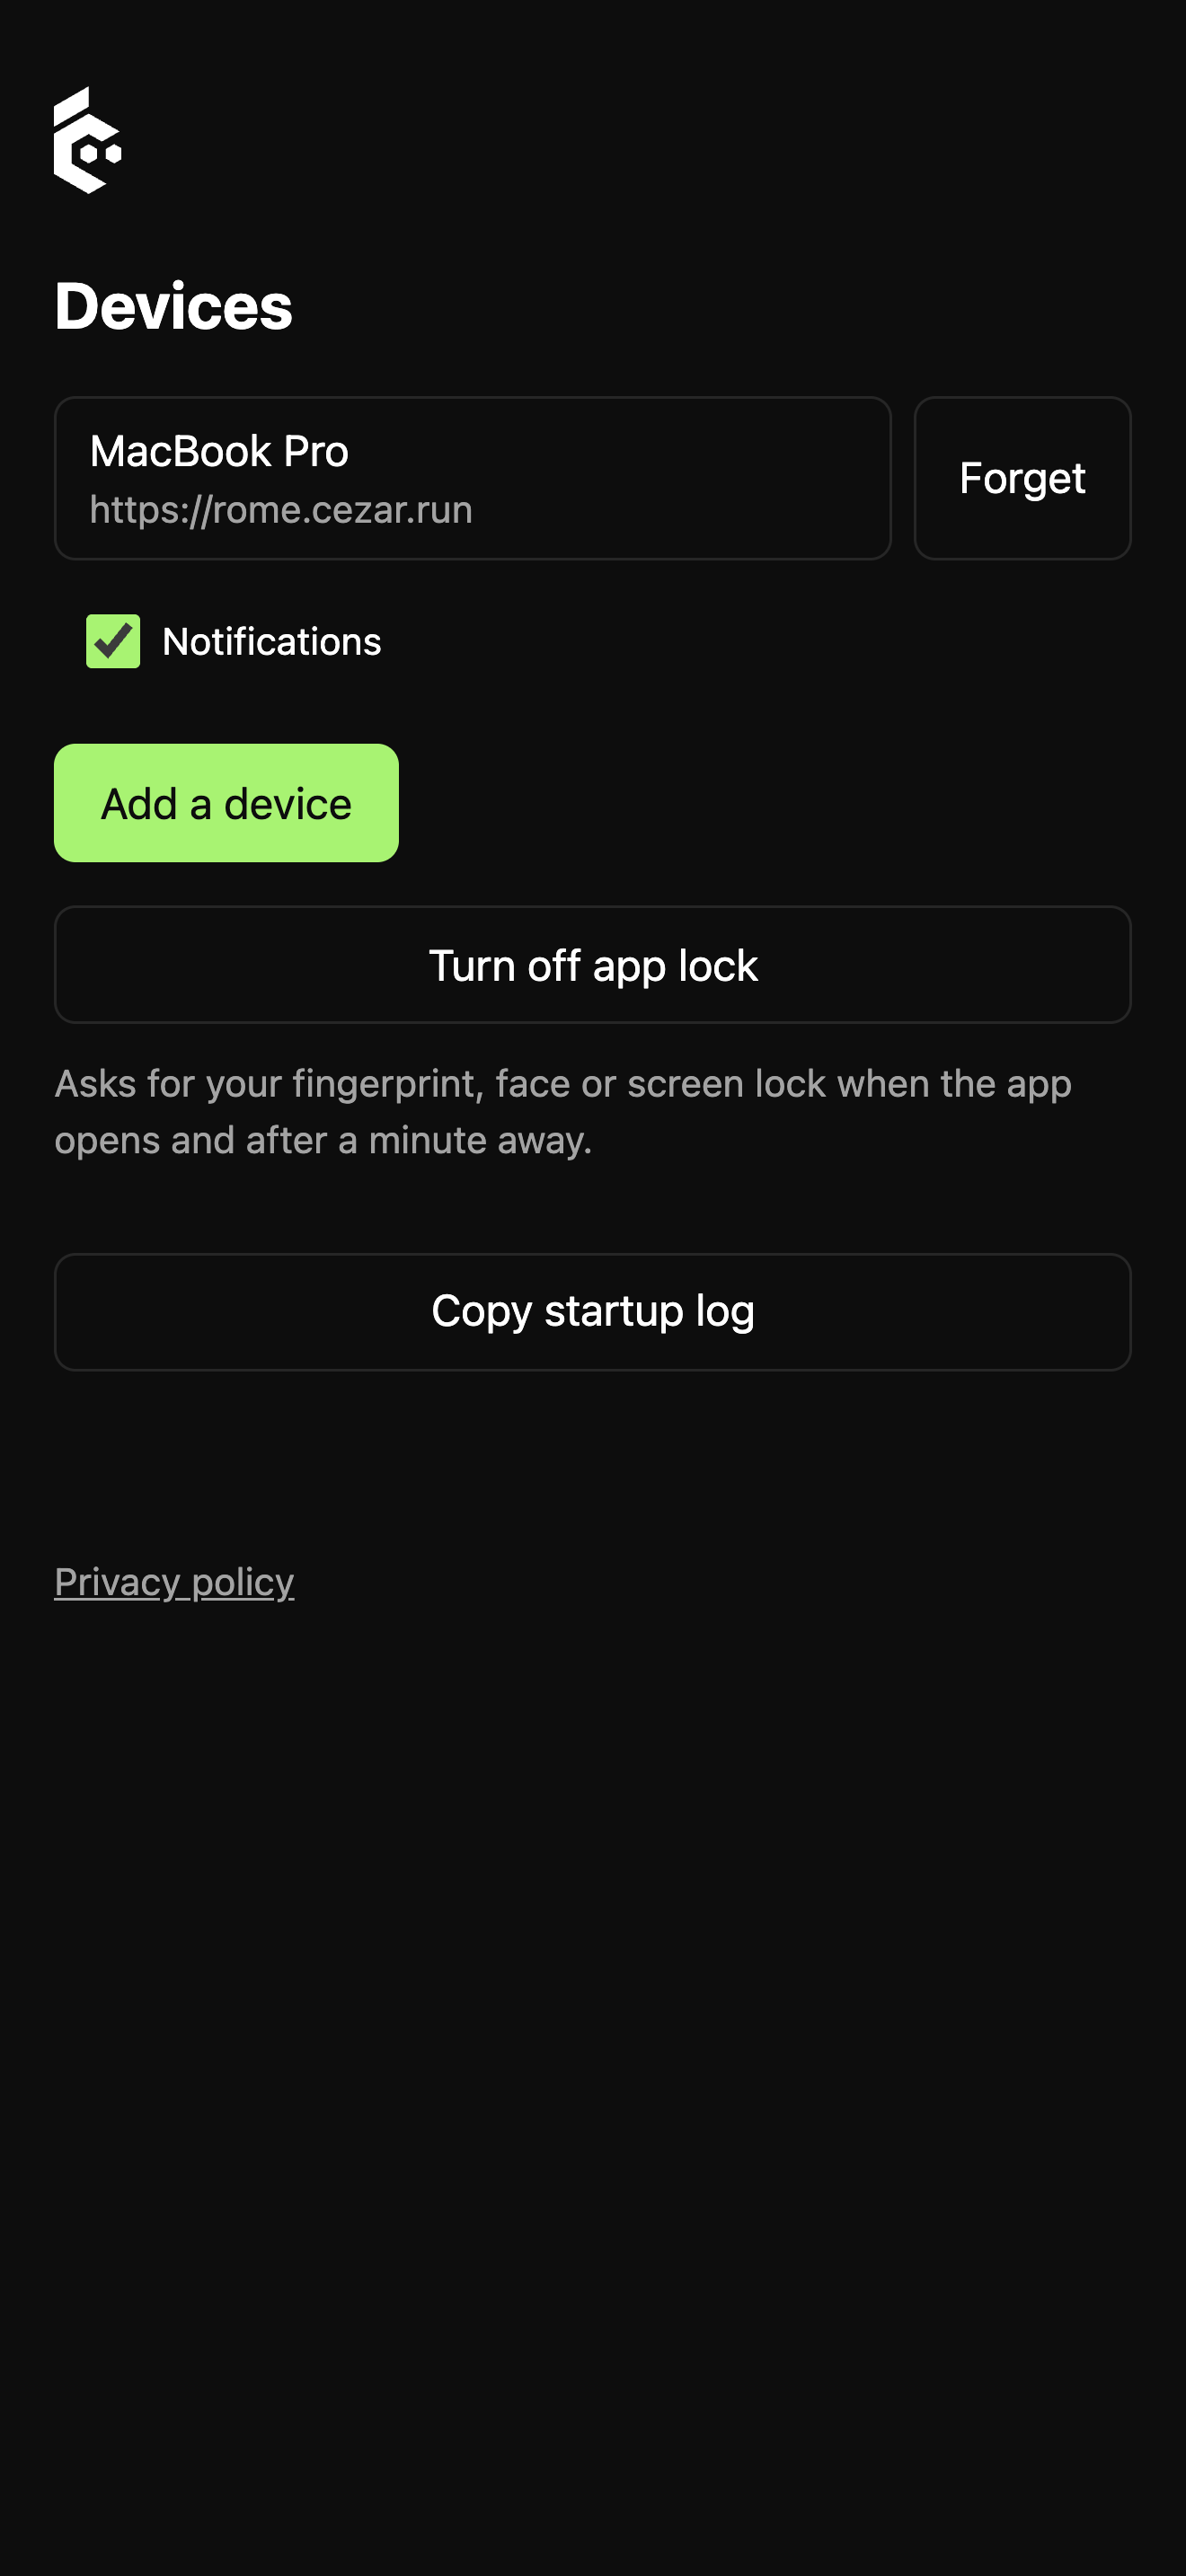 Devices
MacBook Pro
https://rome.cezar.run
Forget
Notifications
Add a device
Turn off app lock
Asks for your fingerprint, face or screen lock when the app
opens and after a minute away.
Copy startup log
Privacy policy